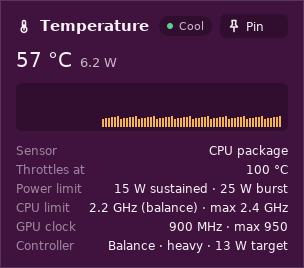 Temperature Cool Pin
57 °C 6.2 W
Sensor CPU package
Throttles at 100 °C
Power limit 15 W sustained · 25 W burst
CPU limit 2.2 GHz (balance) · max 2.4 GHz
GPU clock 900 MHz · max 950
Controller Balance · heavy · 13 W target